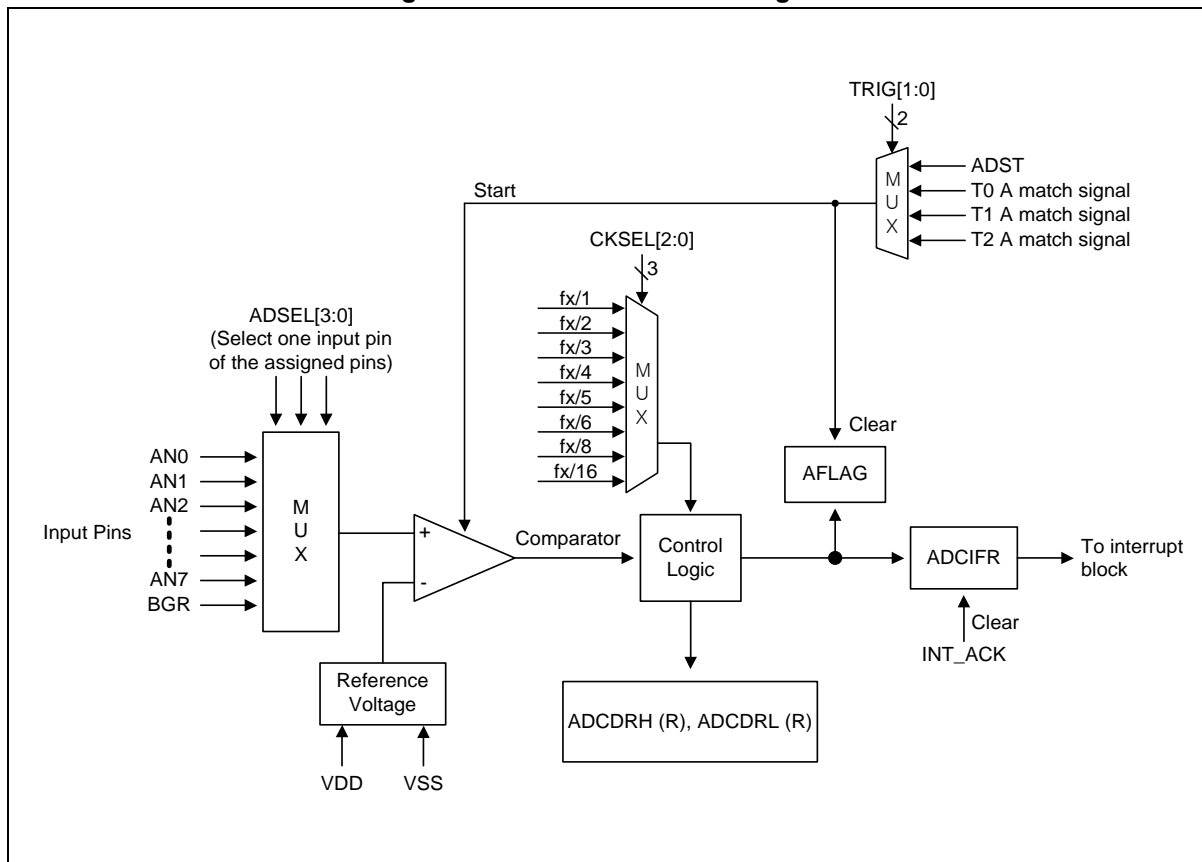 TRIG[1:0]
2
MUX
ADST
T0 A match signal
T1 A match signal
T2 A match signal
Start
CKSEL[2:0]
3
fx/1
fx/2
fx/3
fx/4
fx/5
fx/6
fx/8
fx/16
MUX
ADSEL[3:0]
(Select one input pin
of the assigned pins)
Clear
AFLAG
Input Pins
AN0
AN1
AN2
AN7
BGR
MUX
+
-
Comparator
Control
Logic
ADCIFR
To interrupt
block
Clear
INT_ACK
Reference
Voltage
VDD
VSS
ADCDRH (R), ADCDRL (R)